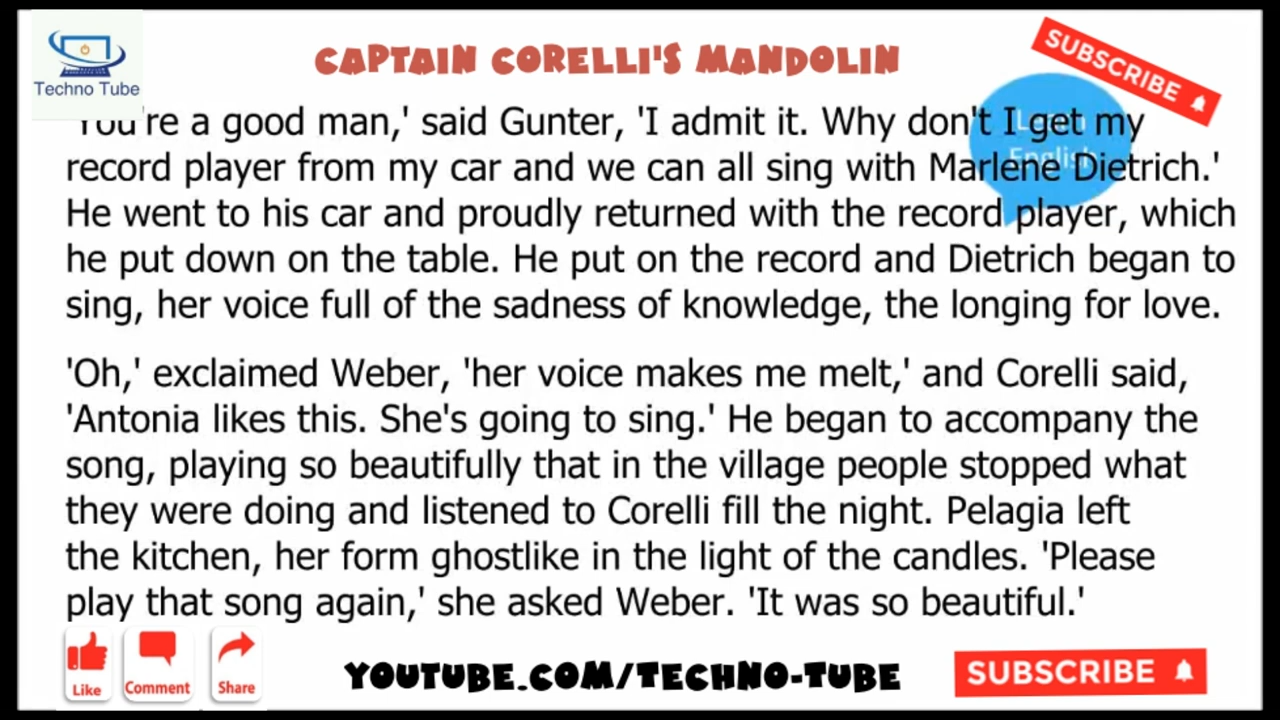 Techno Tube
CAPTAIN CORELLI'S MANDOLIN
SUBSCRIBE
Learn
English
'You're a good man,' said Gunter, 'I admit it. Why don't I get my
record player from my car and we can all sing with Marlene Dietrich.'
He went to his car and proudly returned with the record player, which
he put down on the table. He put on the record and Dietrich began to
sing, her voice full of the sadness of knowledge, the longing for love.
'Oh,' exclaimed Weber, 'her voice makes me melt,' and Corelli said,
'Antonia likes this. She's going to sing.' He began to accompany the
song, playing so beautifully that in the village people stopped what
they were doing and listened to Corelli fill the night. Pelagia left
the kitchen, her form ghostlike in the light of the candles. 'Please
play that song again,' she asked Weber. 'It was so beautiful.'
Like
Comment
Share
YOUTUBE.COM/TECHNO-TUBE
SUBSCRIBE